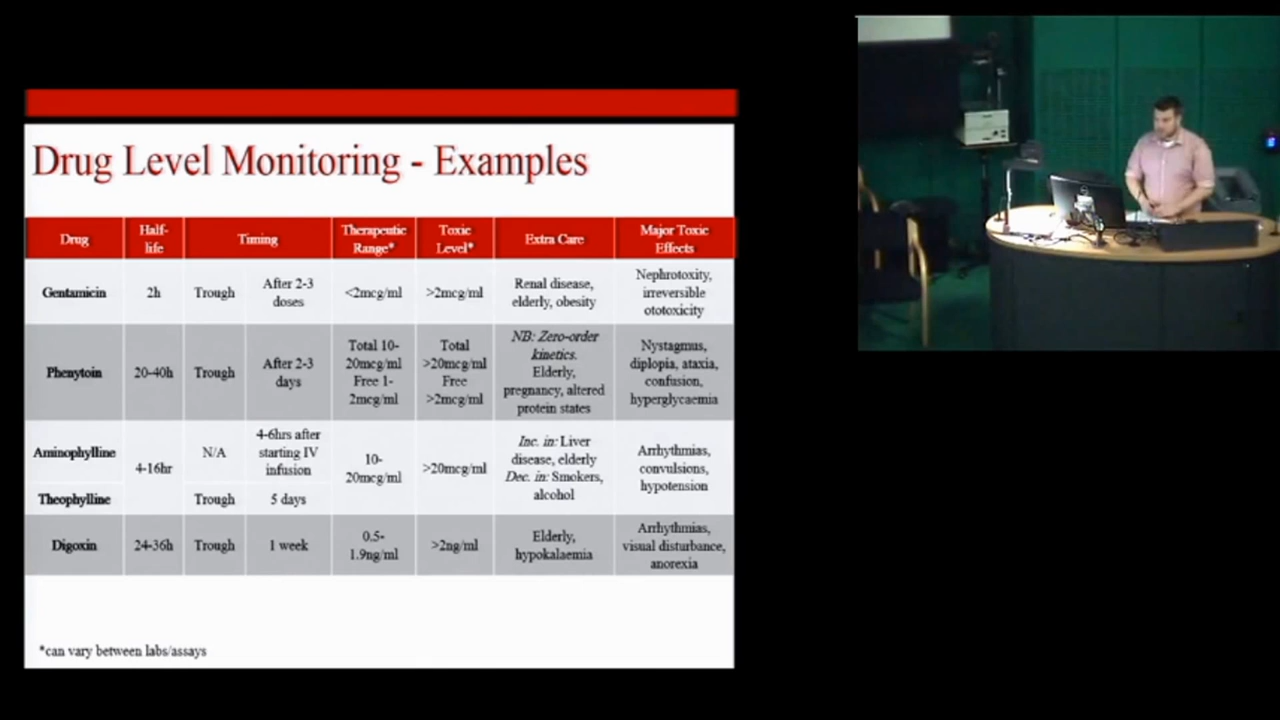 Drug Level Monitoring - Examples
Drug
Half-
life
Timing
Therapeutic
Range*
Toxic
Level*
Extra Care
Major Toxic
Effects
Gentamicin
2h
Trough
After 2-3
doses
<2mcg/ml
>2mcg/ml
Renal disease,
elderly, obesity
Nephrotoxicity,
irreversible
ototoxicity
Phenytoin
20-40h
Trough
After 2-3
days
Total 10-
20mcg/ml
Free 1-
2mcg/ml
Total
>20mcg/ml
Free
>2mcg/ml
NB: Zero-order
kinetics.
Elderly,
pregnancy, altered
protein states
Nystagmus,
diplopia, ataxia,
confusion,
hyperglycaemia
Aminophylline
4-16hr
N/A
4-6hrs after
starting IV
infusion
10-
20mcg/ml
>20mcg/ml
Inc. in: Liver
disease, elderly
Dec. in: Smokers,
alcohol
Arrhythmias,
convulsions,
hypotension
Theophylline
Trough
5 days
Digoxin
24-36h
Trough
1 week
0.5-
1.9ng/ml
>2ng/ml
Elderly,
hypokalaemia
Arrhythmias,
visual disturbance,
anorexia
*can vary between labs/assays